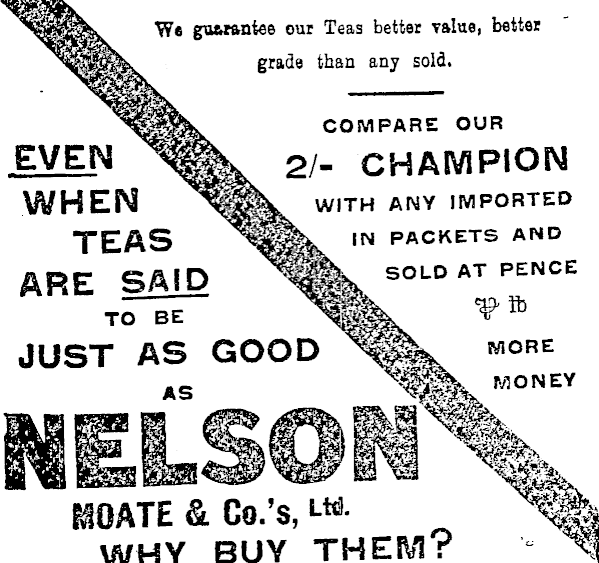 We guarantee our Teas better value, better
grade than any sold.
COMPARE OUR
2/- CHAMPION
WITH ANY IMPORTED
IN PACKETS AND
SOLD AT PENCE
℔ lb
MORE
MONEY
EVEN
WHEN
TEAS
ARE SAID
TO BE
JUST AS GOOD
AS
NELSON
MOATE & Co.'s, Ltd.
WHY BUY THEM?